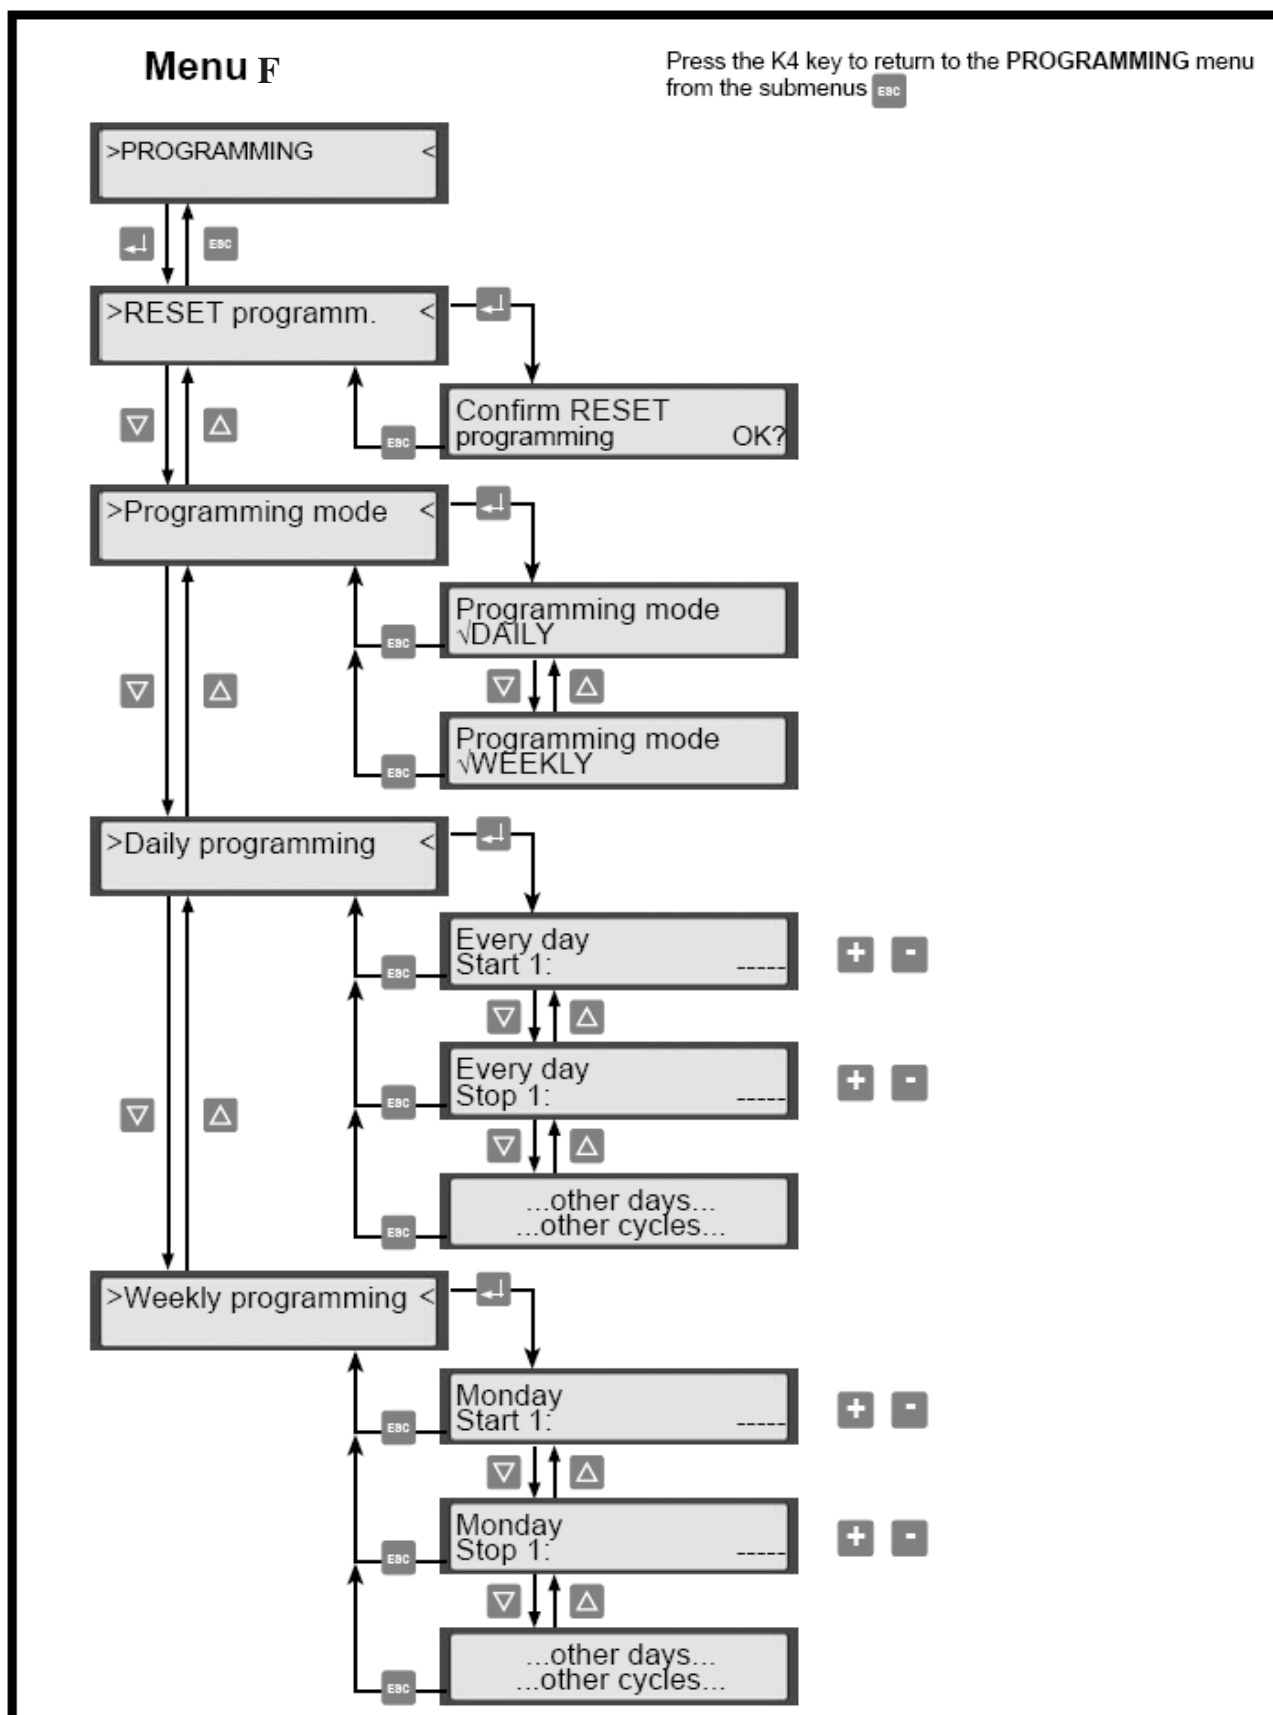 Menu F
Press the K4 key to return to the PROGRAMMING menu
from the submenus ESC
>PROGRAMMING <
ESC
>RESET programm. <
Confirm RESET
programming OK?
ESC
>Programming mode <
Programming mode
√DAILY
ESC
Programming mode
√WEEKLY
ESC
>Daily programming <
Every day
Start 1: -----
+ -
ESC
Every day
Stop 1: -----
+ -
ESC
...other days...
...other cycles...
ESC
>Weekly programming <
Monday
Start 1: -----
+ -
ESC
Monday
Stop 1: -----
+ -
ESC
...other days...
...other cycles...
ESC